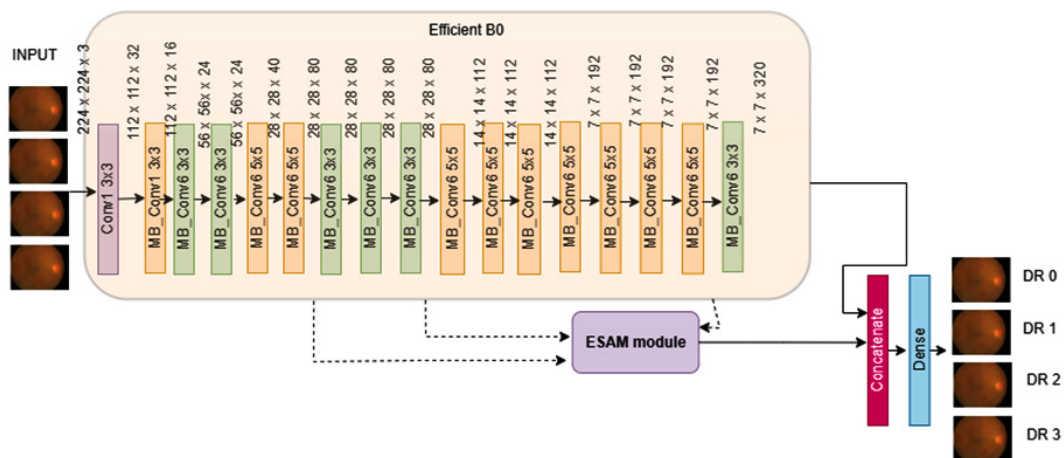 Efficient B0
INPUT
224 x 224 x 3
112 x 112 x 32
112 x 112 x 16
56 x 56x x 24
56 x 56x x 24
28 x 28 x 40
28 x 28 x 80
28 x 28 x 80
28 x 28 x 80
28 x 28 x 80
14 x 14 x 112
14 x 14 x 112
14 x 14 x 112
7 x 7 x 192
7 x 7 x 192
7 x 7 x 192
7 x 7 x 192
7 x 7 x 320
Conv1 3x3
MB_Conv1 3x3
MB_Conv6 3x3
MB_Conv6 3x3
MB_Conv6 5x5
MB_Conv6 5x5
MB_Conv6 3x3
MB_Conv6 3x3
MB_Conv6 3x3
MB_Conv6 5x5
MB_Conv6 5x5
MB_Conv6 5x5
MB_Conv6 5x5
MB_Conv6 5x5
MB_Conv6 5x5
MB_Conv6 5x5
MB_Conv6 3x3
ESAM module
Concatenate
Dense
DR 0
DR 1
DR 2
DR 3